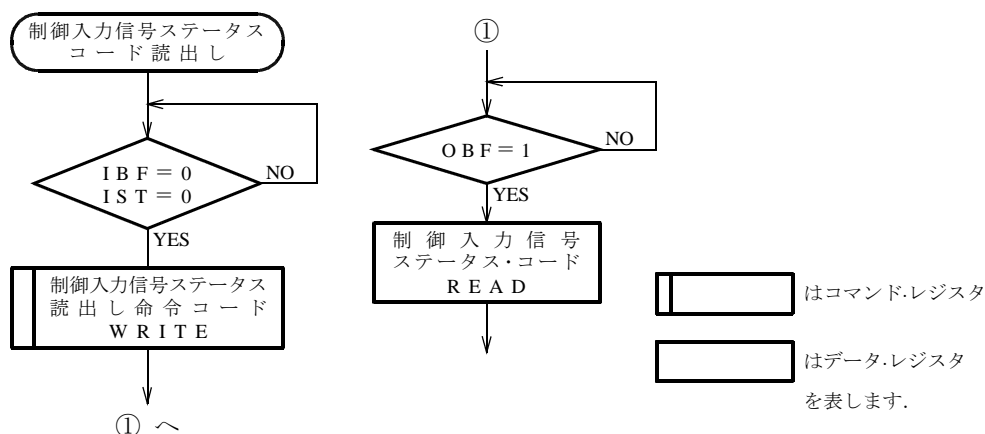 制御入力信号ステータス
コード読出し
IBF＝0
IST＝0
NO
YES
制御入力信号ステータス
読出し命令コード
WRITE
①へ
①
OBF＝1
NO
YES
制御入力信号
ステータス・コード
READ
はコマンド・レジスタ
はデータ・レジスタ
を表します．